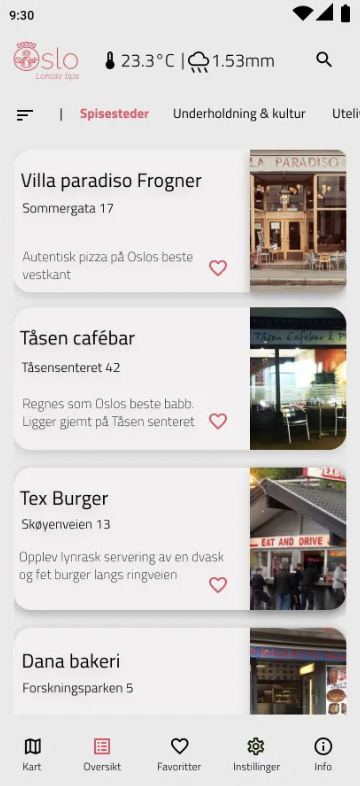 9:30
Oslo
Lokale tips
23.3°C | 1.53mm
| Spisesteder Underholdning & kultur Uteli
Villa paradiso Frogner
Sommergata 17
Autentisk pizza på Oslos beste
vestkant
LA PARADISO
Tåsen cafébar
Tåsensenteret 42
Regnes som Oslos beste babb.
Ligger gjemt på Tåsen senteret
Tåsen Cafébar & P
Tex Burger
Skøyenveien 13
Opplev lynrask servering av en dvask
og fet burger langs ringveien
TEXB
EAT AND DRIVE
Dana bakeri
Forskningsparken 5
Kart Oversikt Favoritter Instillinger Info